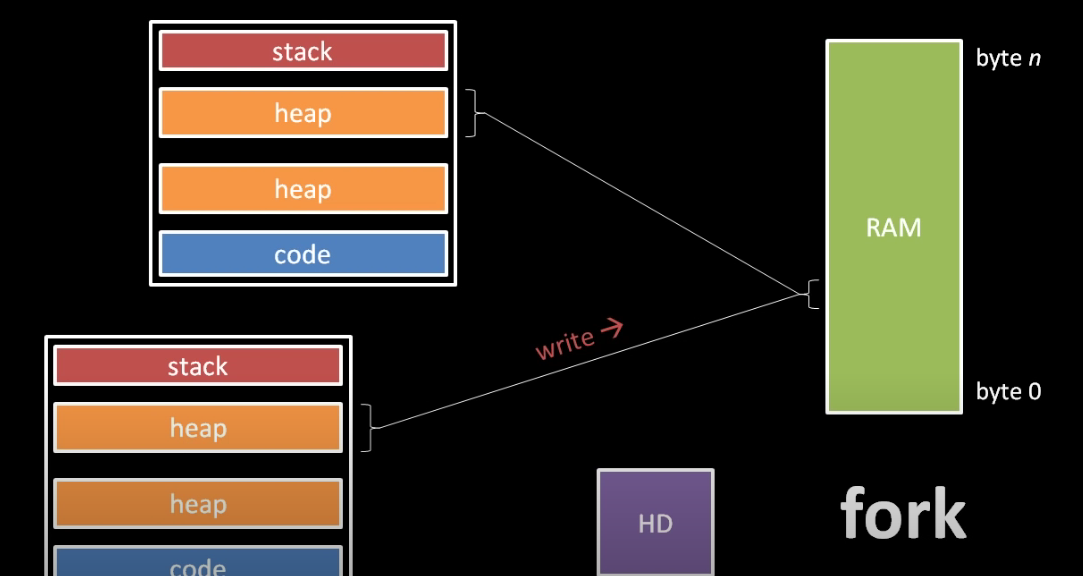 stack
heap
heap
code
stack
heap
heap
code
write →
RAM
byte n
byte 0
HD
fork